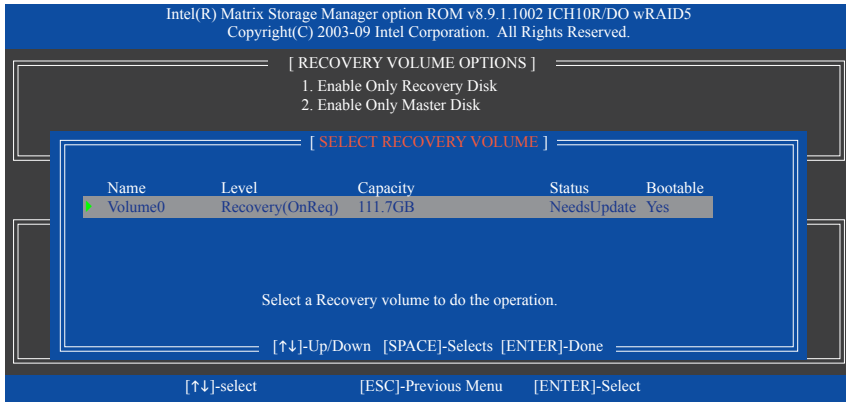 Intel(R) Matrix Storage Manager option ROM v8.9.1.1002 ICH10R/DO wRAID5
Copyright(C) 2003-09 Intel Corporation. All Rights Reserved.
[ RECOVERY VOLUME OPTIONS ]
1. Enable Only Recovery Disk
2. Enable Only Master Disk
[ SELECT RECOVERY VOLUME ]
Name Level Capacity Status Bootable
Volume0 Recovery(OnReq) 111.7GB NeedsUpdate Yes
Select a Recovery volume to do the operation.
[↑↓]-Up/Down [SPACE]-Selects [ENTER]-Done
[↑↓]-select [ESC]-Previous Menu [ENTER]-Select